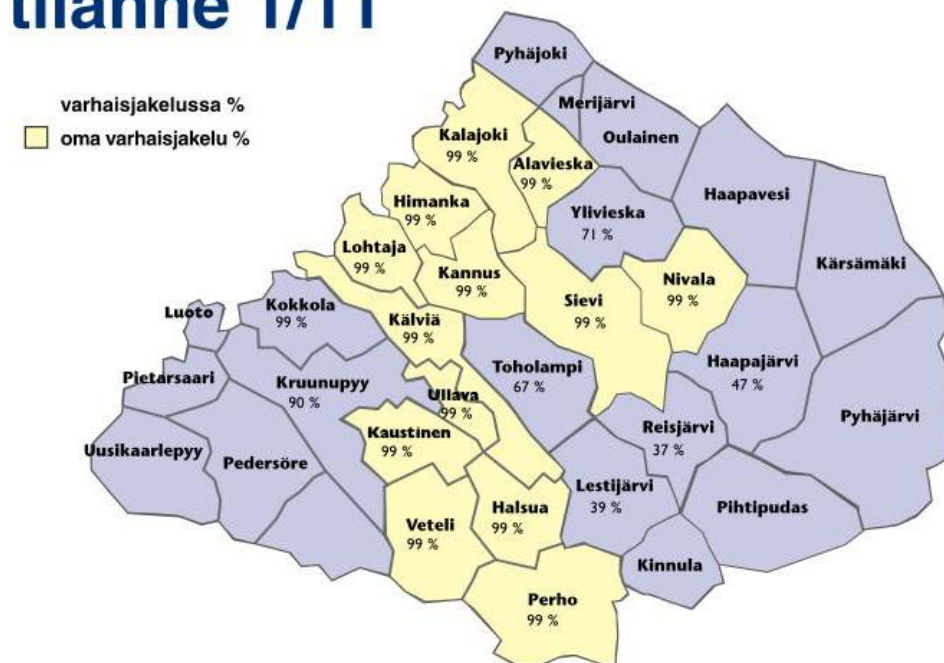 tilanne 1/11
varhaisjakelussa %
oma varhaisjakelu %
Pyhäjoki
Merijärvi
Oulainen
Kalajoki
99 %
Alavieska
99 %
Haapavesi
Himanka
99 %
Ylivieska
71 %
Lohtaja
99 %
Kannus
99 %
Kärsämäki
Nivala
99 %
Sievi
99 %
Luoto
Kokkola
99 %
Kälviä
99 %
Haapajärvi
47 %
Toholampi
67 %
Pietarsaari
Kruunupyy
90 %
Ullava
99 %
Pyhäjärvi
Reisjärvi
37 %
Kaustinen
99 %
Uusikaarlepyy
Pedersöre
Lestijärvi
39 %
Halsua
99 %
Pihtipudas
Veteli
99 %
Kinnula
Perho
99 %